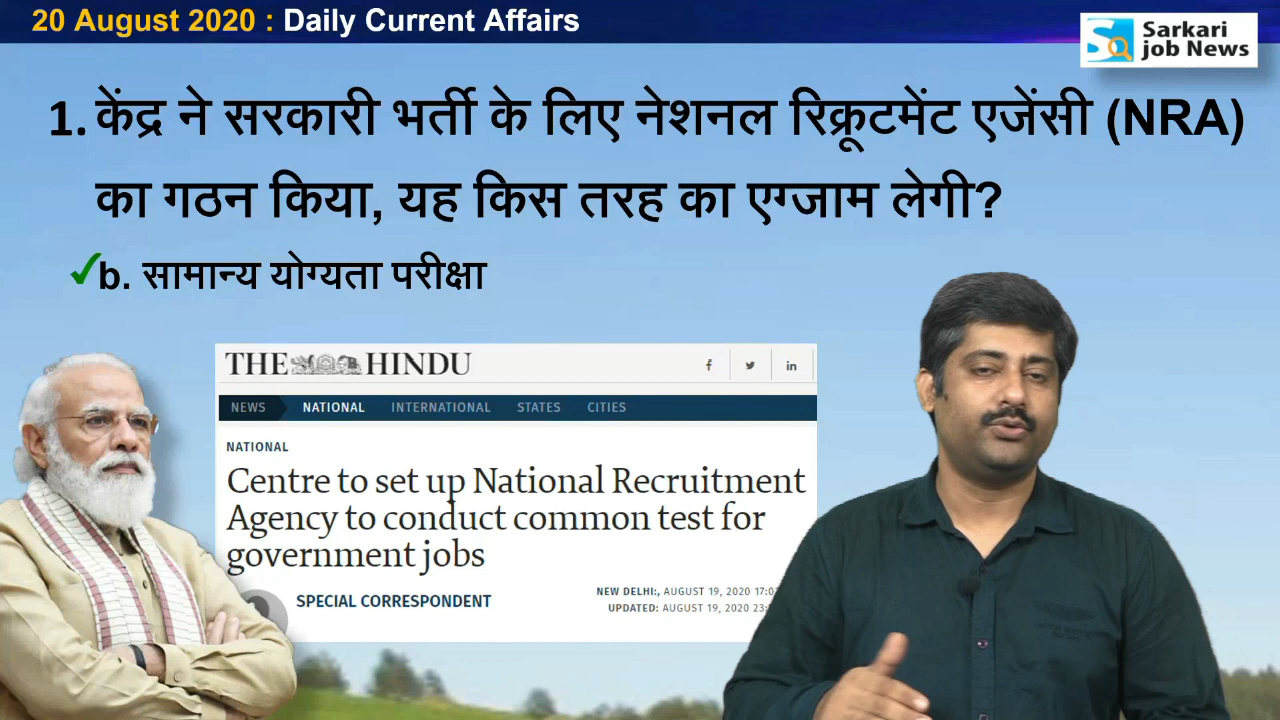 20 August 2020 : Daily Current Affairs
Sarkari
job News
1. केंद्र ने सरकारी भर्ती के लिए नेशनल रिक्रूटमेंट एजेंसी (NRA)
का गठन किया, यह किस तरह का एग्जाम लेगी?
b. सामान्य योग्यता परीक्षा
THE HINDU
NEWS NATIONAL INTERNATIONAL STATES CITIES
NATIONAL
Centre to set up National Recruitment
Agency to conduct common test for
government jobs
SPECIAL CORRESPONDENT
NEW DELHI:, AUGUST 19, 2020
UPDATED: AUGUST 19, 2020